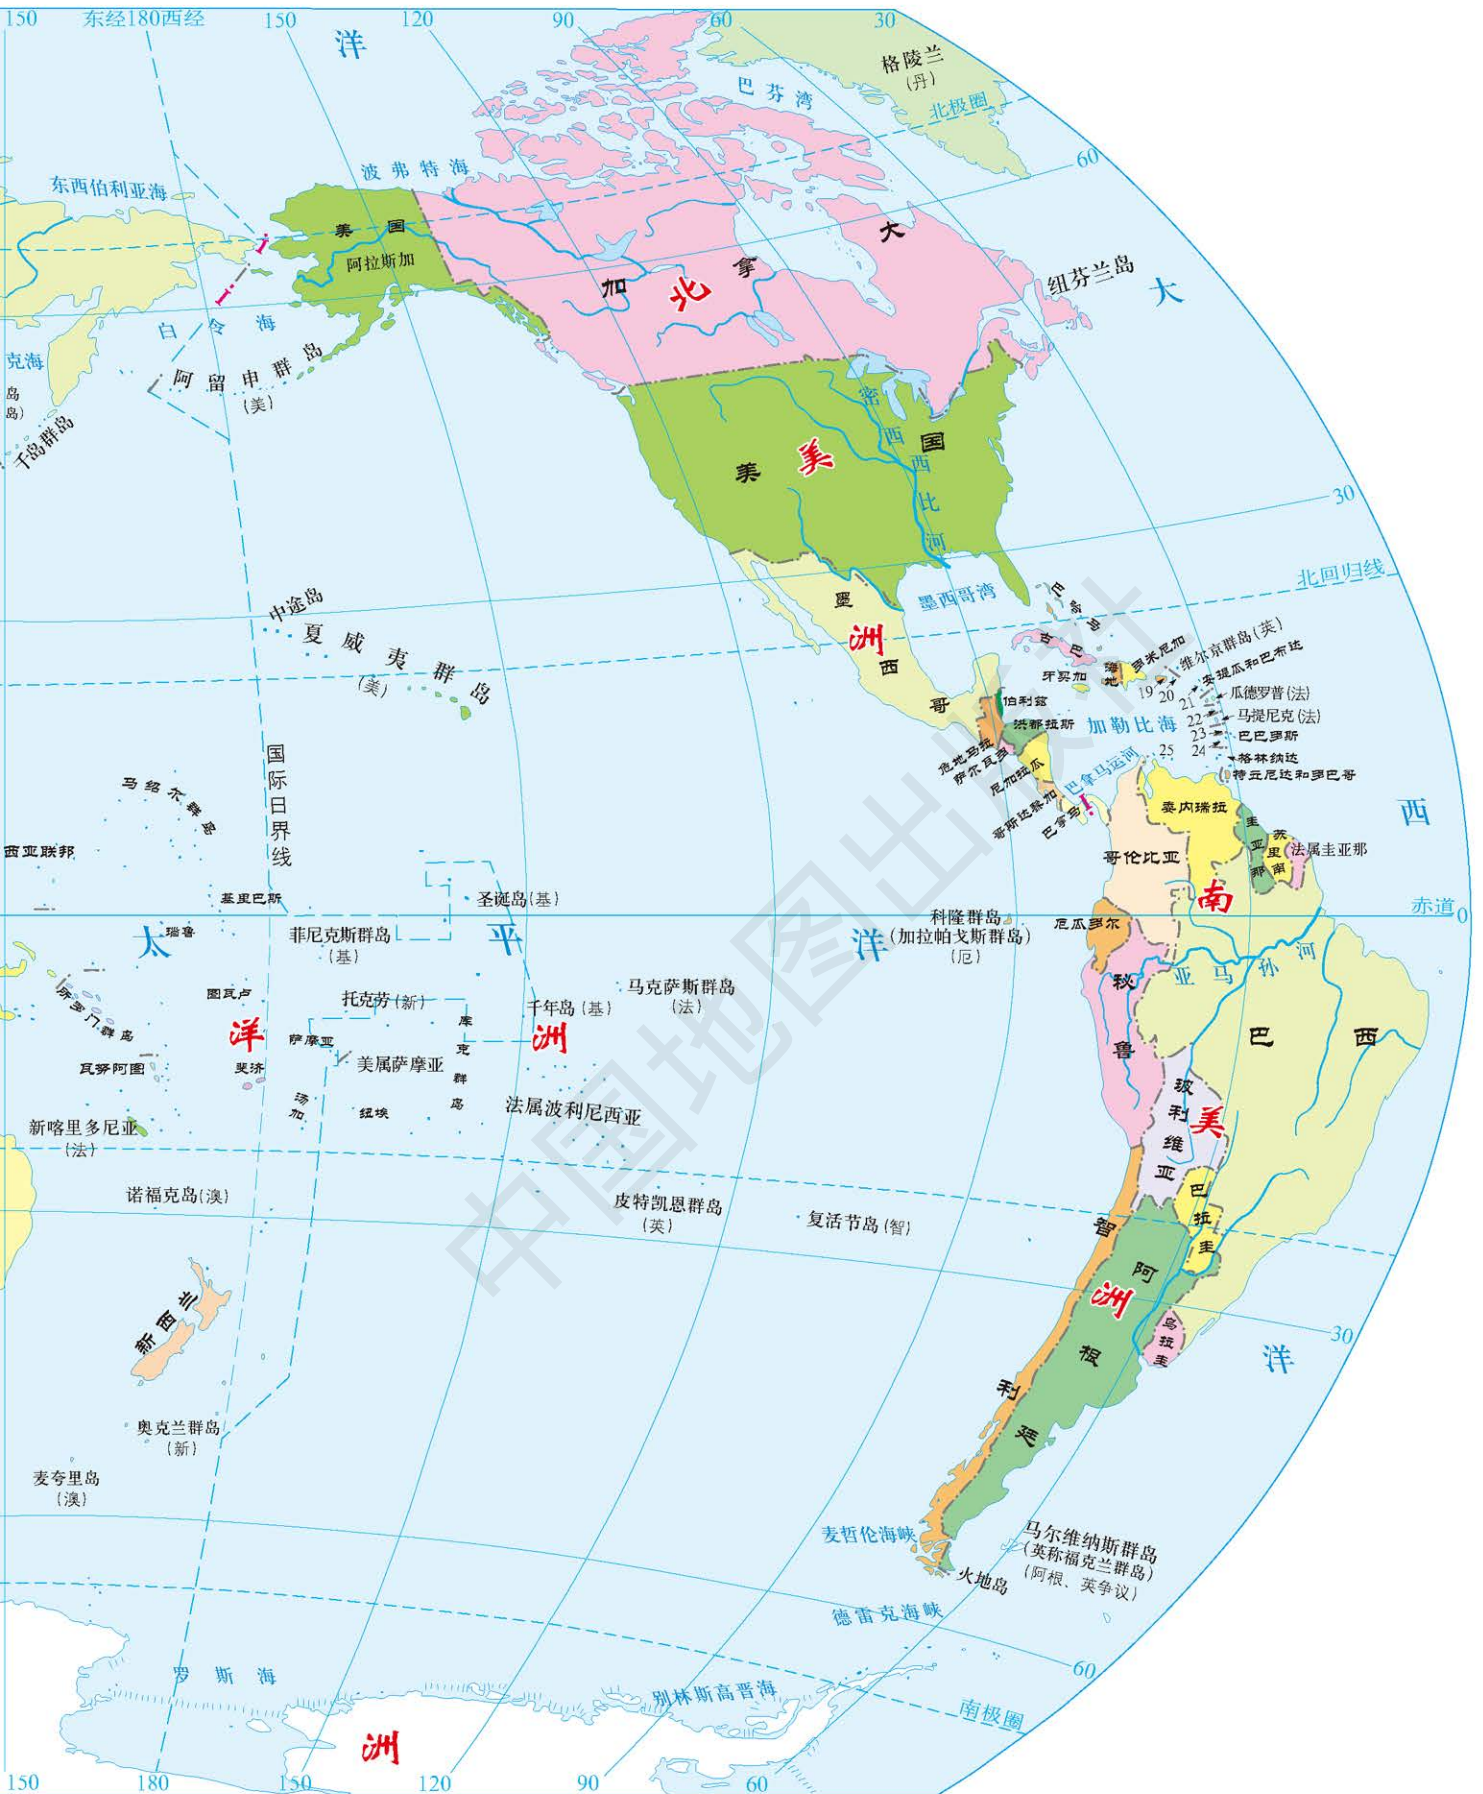 150 东经180西经 150 120 90 60 30
洋
格陵兰
(丹)
巴芬湾
北极圈
60
波弗特海
东西伯利亚海
美国
阿拉斯加
加拿大
北
纽芬兰岛
大
白令海
克海
岛
岛)
阿留申群岛
(美)
千岛群岛
密西西比河
美国
美
30
北回归线
中途岛
夏威夷群岛
(美)
墨西哥湾
墨西哥
洲
巴哈马
古巴
海地
多米尼加
维尔京群岛(英)
安提瓜和巴布达
牙买加
19
20
21
瓜德罗普(法)
22
马提尼克(法)
23
巴巴多斯
24
格林纳达
25
特立尼达和多巴哥
伯利兹
洪都拉斯
加勒比海
危地马拉
萨尔瓦多
尼加拉瓜
哥斯达黎加
巴拿马
巴拿马运河
国际日界线
马绍尔群岛
西亚联邦
委内瑞拉
圭亚那
苏里南
法属圭亚那
哥伦比亚
西
南
基里巴斯
圣诞岛(基)
赤道
0
太平洋
瑙鲁
菲尼克斯群岛
(基)
科隆群岛
(加拉帕戈斯群岛)
(厄)
厄瓜多尔
亚马孙河
秘鲁
巴西
所罗门群岛
图瓦卢
托克劳(新)
千年岛(基)
马克萨斯群岛
(法)
洋
洲
萨摩亚
库克群岛
瓦努阿图
斐济
美属萨摩亚
汤加
纽埃
法属波利尼西亚
新喀里多尼亚
(法)
玻利维亚
美
诺福克岛(澳)
皮特凯恩群岛
(英)
复活节岛(智)
巴拉圭
智利
阿根廷
洲
乌拉圭
30
洋
新西兰
奥克兰群岛
(新)
麦夸里岛
(澳)
麦哲伦海峡
火地岛
马尔维纳斯群岛
(英称福克兰群岛)
(阿根、英争议)
德雷克海峡
60
罗斯海
别林斯高晋海
南极圈
洲
150 180 150 120 90 60
中国地图出版社